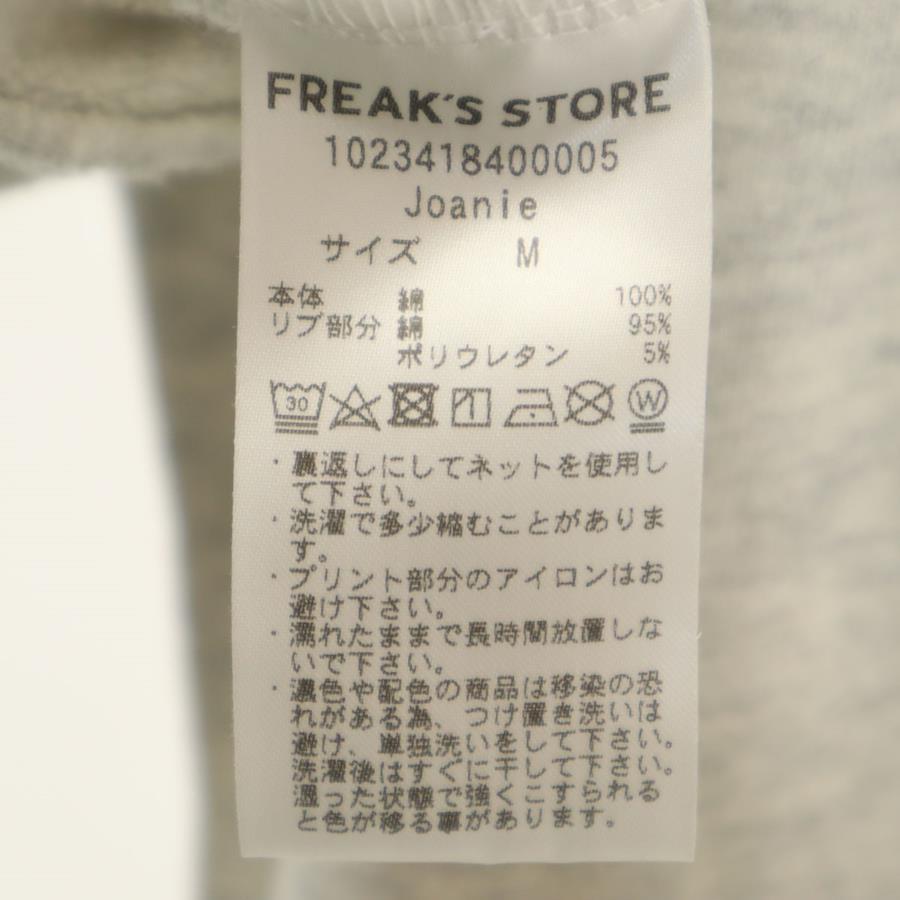 FREAK'S STORE
1023418400005
Joanie
サイズ M
本体 綿 100%
リブ部分 綿 95%
ポリウレタン 5%
30 W
・裏返しにしてネットを使用し
て下さい。
・洗濯で多少縮むことがありま
す。
・プリント部分のアイロンはお
避け下さい。
・濡れたままで長時間放置しな
いで下さい。
・濃色や配色の商品は移染の恐
れがある為、つけ置き洗いは
避け、単独洗いをして下さい。
洗濯後はすぐに干して下さい。
湿った状態で強くこすられる
と色が移る事があります。